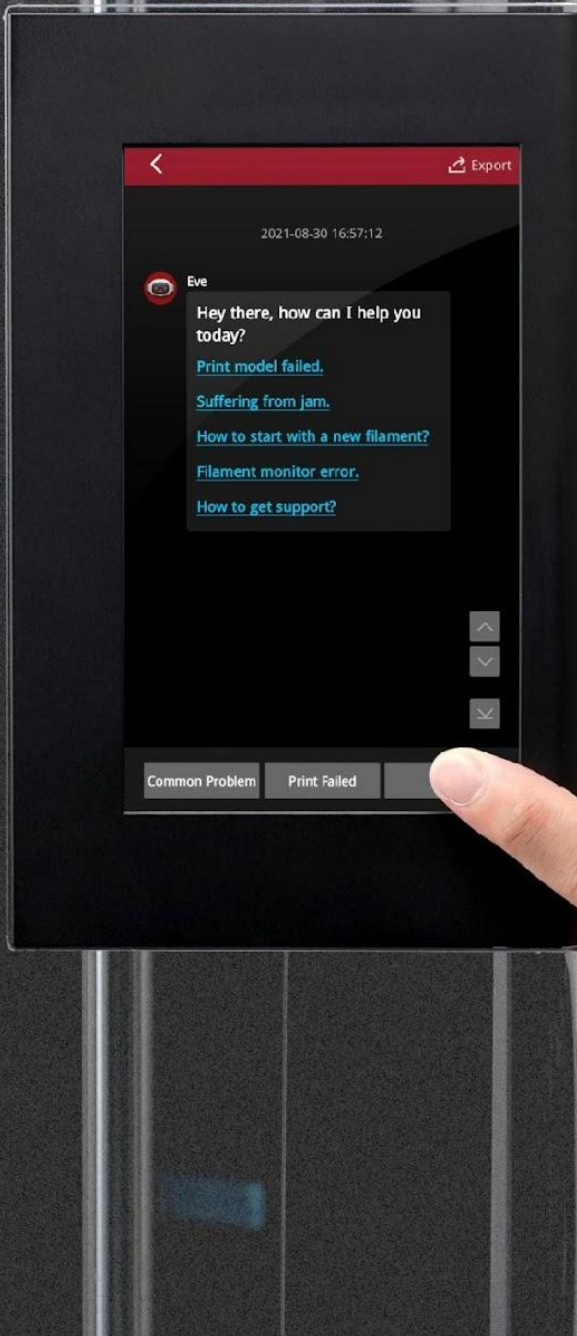 Export
2021-08-30 16:57:12
Eve
Hey there, how can I help you
today?
Print model failed.
Suffering from jam.
How to start with a new filament?
Filament monitor error.
How to get support?
Common Problem
Print Failed